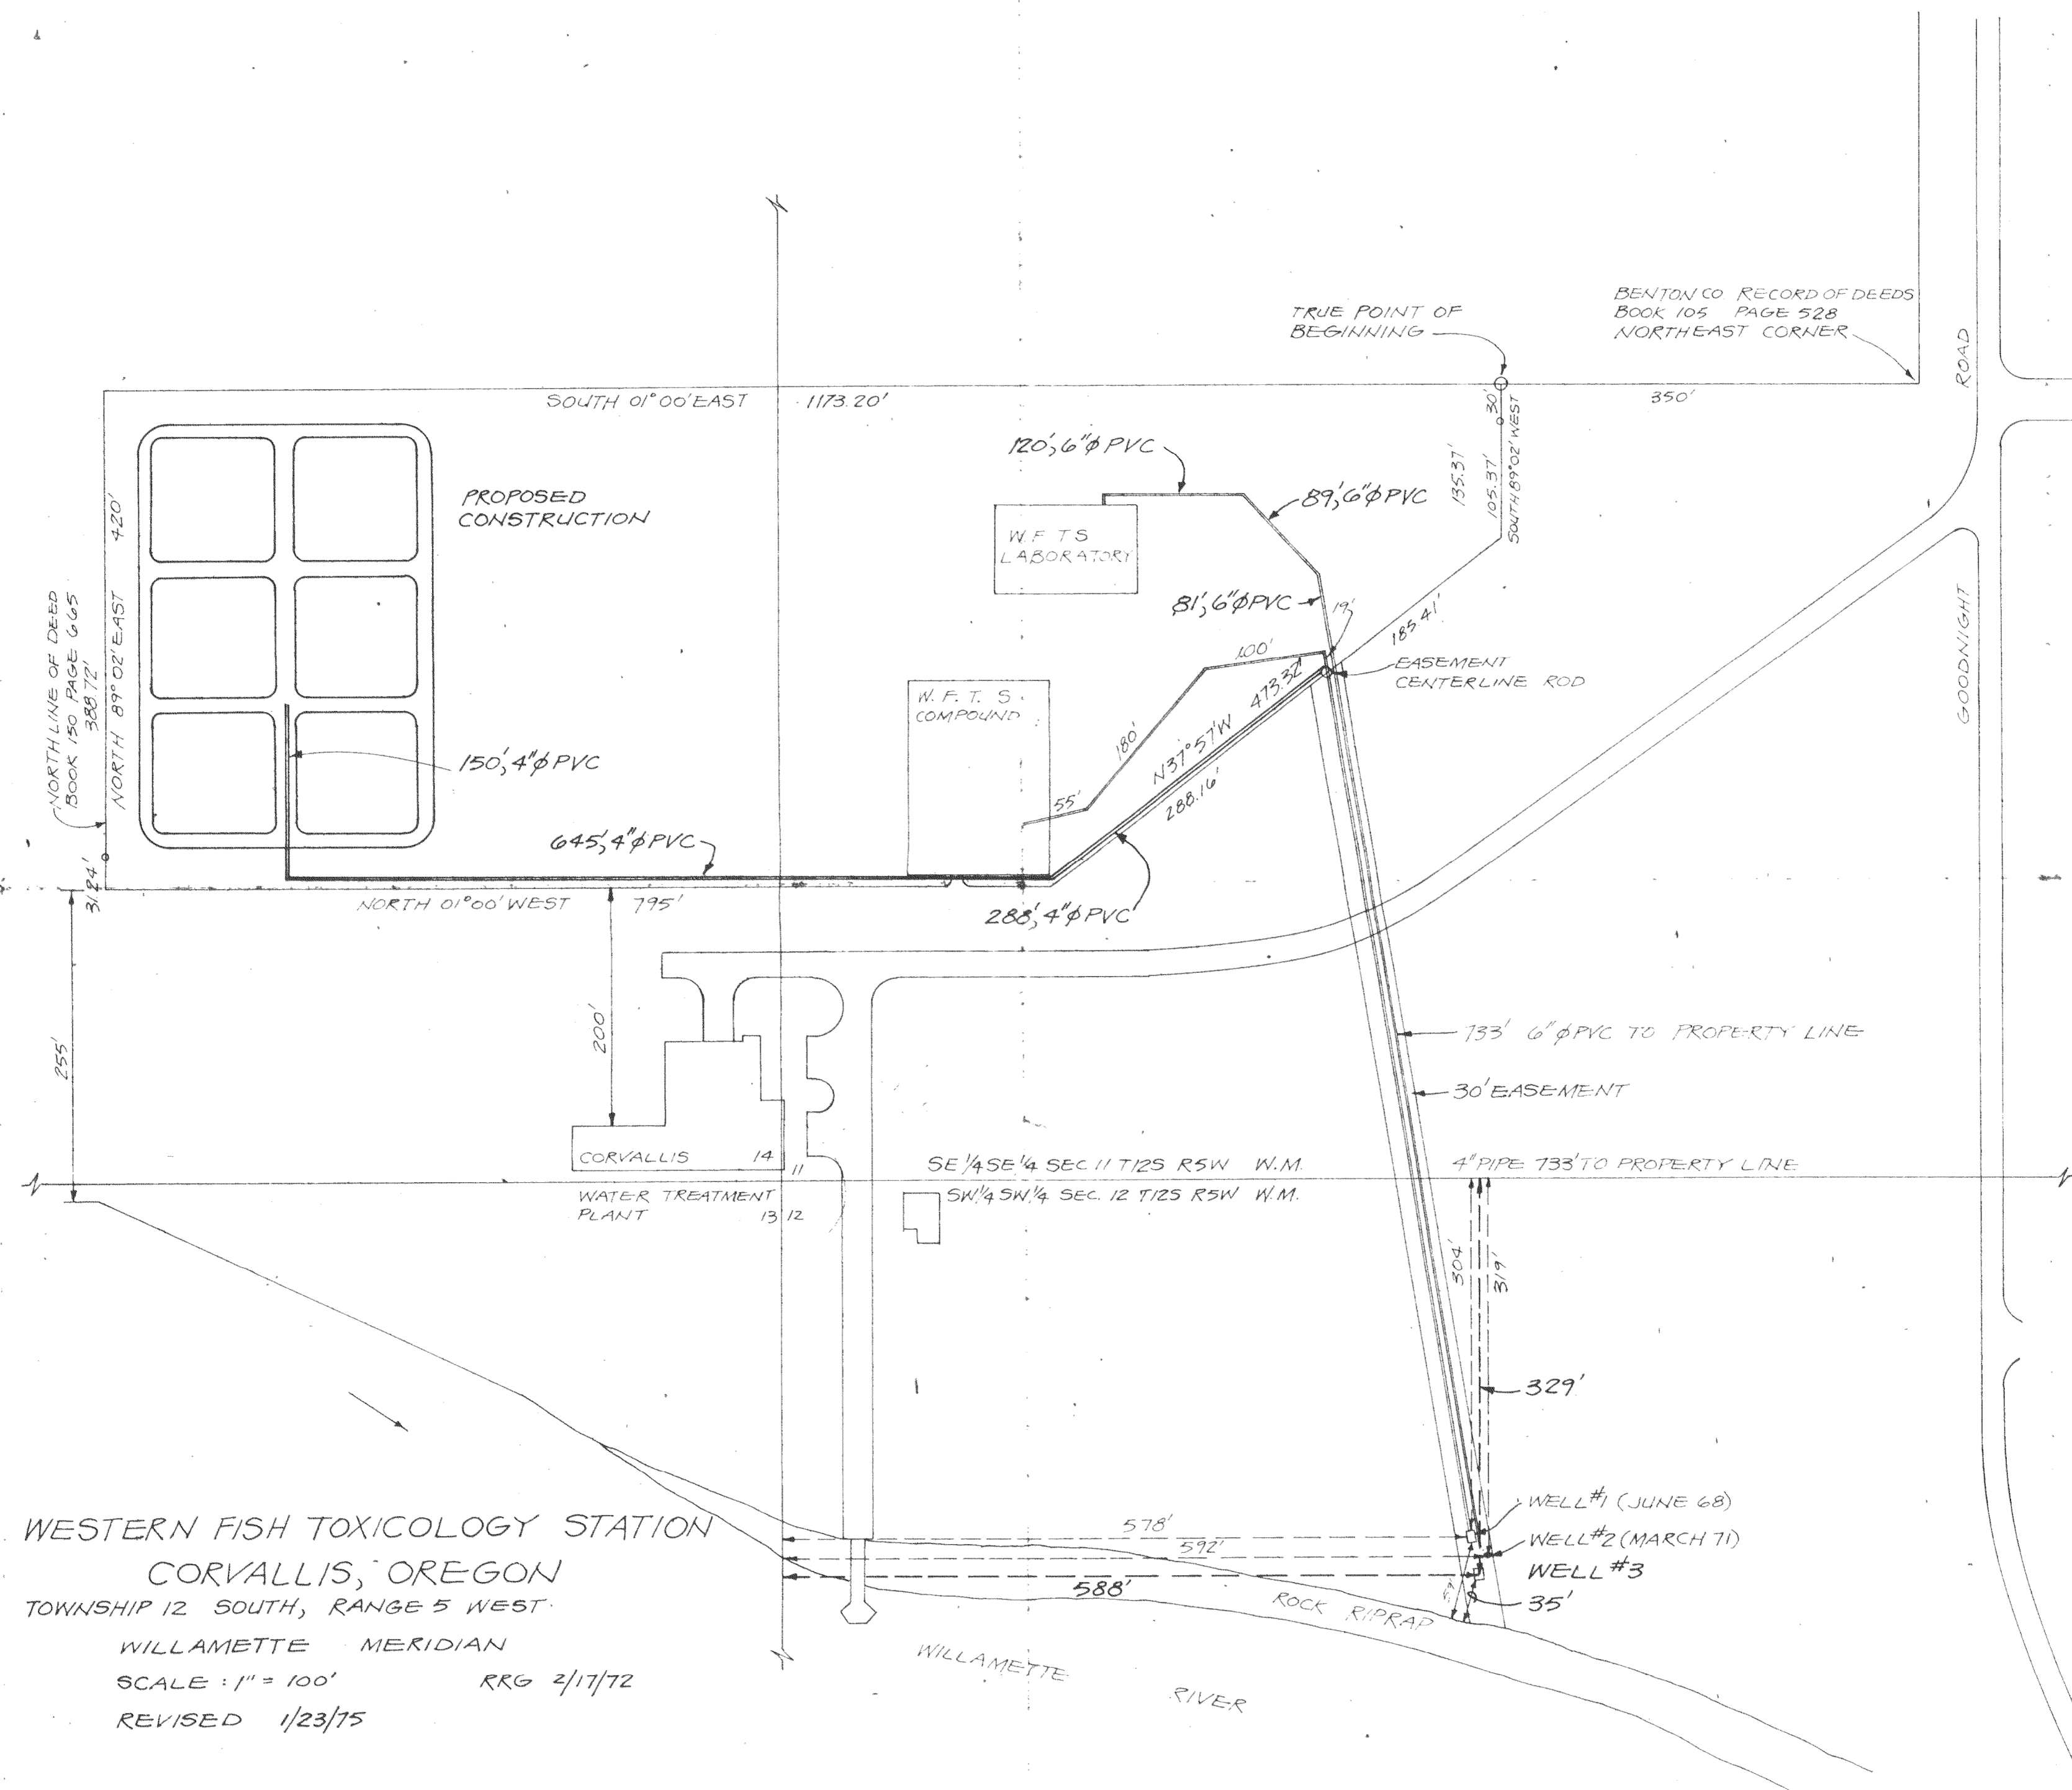 BENTON CO RECORD OF DEEDS
BOOK 105 PAGE 528
NORTHEAST CORNER
TRUE POINT OF
BEGINNING
ROAD
GOODNIGHT
SOUTH 01°00'EAST 1173.20'
350'
30'
135.37'
105.37'
SOUTH 89°02' WEST
120', 6"φ PVC
89', 6"φ PVC
PROPOSED
CONSTRUCTION
W.F.T.S
LABORATORY
81', 6"φ PVC
19'
185.41'
100'
EASEMENT
CENTERLINE ROD
473.32'
N37°57'W
288.16'
180'
55'
W.F.T.S.
COMPOUND
NORTH LINE OF DEED
BOOK 150 PAGE 665
388.72'
NORTH 89°02' EAST 420'
31.24'
150', 4"φ PVC
645', 4"φ PVC
288', 4"φ PVC
NORTH 01°00' WEST 795'
200'
255'
733' 6"φ PVC TO PROPERTY LINE
30' EASEMENT
CORVALLIS
WATER TREATMENT
PLANT
14
11
13 12
SE 1/4 SE 1/4 SEC 11 T12S R5W W.M.
SW 1/4 SW 1/4 SEC. 12 T12S R5W W.M.
4" PIPE 733' TO PROPERTY LINE
304'
319'
329'
WELL #1 (JUNE 68)
WELL #2 (MARCH 71)
WELL #3
35'
578'
592'
588'
ROCK RIPRAP
WILLAMETTE
RIVER
WESTERN FISH TOXICOLOGY STATION
CORVALLIS, OREGON
TOWNSHIP 12 SOUTH, RANGE 5 WEST.
WILLAMETTE MERIDIAN
SCALE : 1" = 100' RRG 2/17/72
REVISED 1/23/75